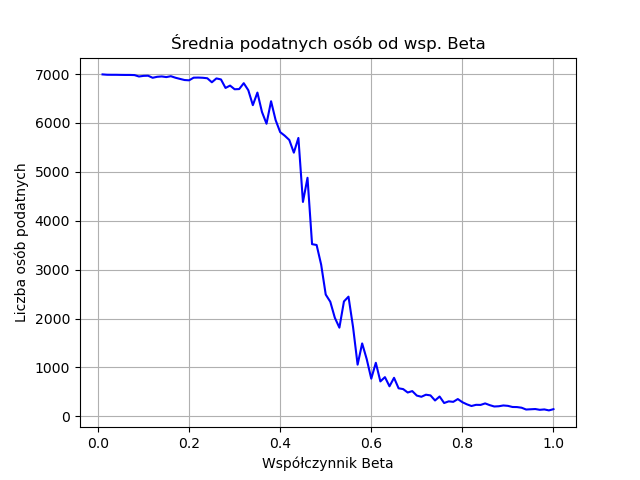 Średnia podatnych osób od wsp. Beta
7000
6000
5000
4000
3000
2000
1000
0
Liczba osób podatnych
0.0 0.2 0.4 0.6 0.8 1.0
Współczynnik Beta